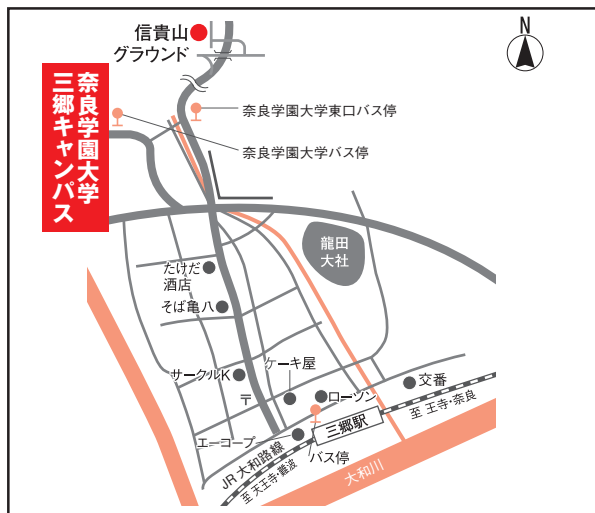 信貴山
グラウンド
N
奈良学園大学
三郷キャンパス
奈良学園大学東口バス停
奈良学園大学バス停
龍田
大社
たけだ
酒店
そば亀八
サークルK
ケーキ屋
〒
ローソン
交番
エーコープ
三郷駅
至 王寺・奈良
バス停
JR 大和路線
至 天王寺・難波
大和川